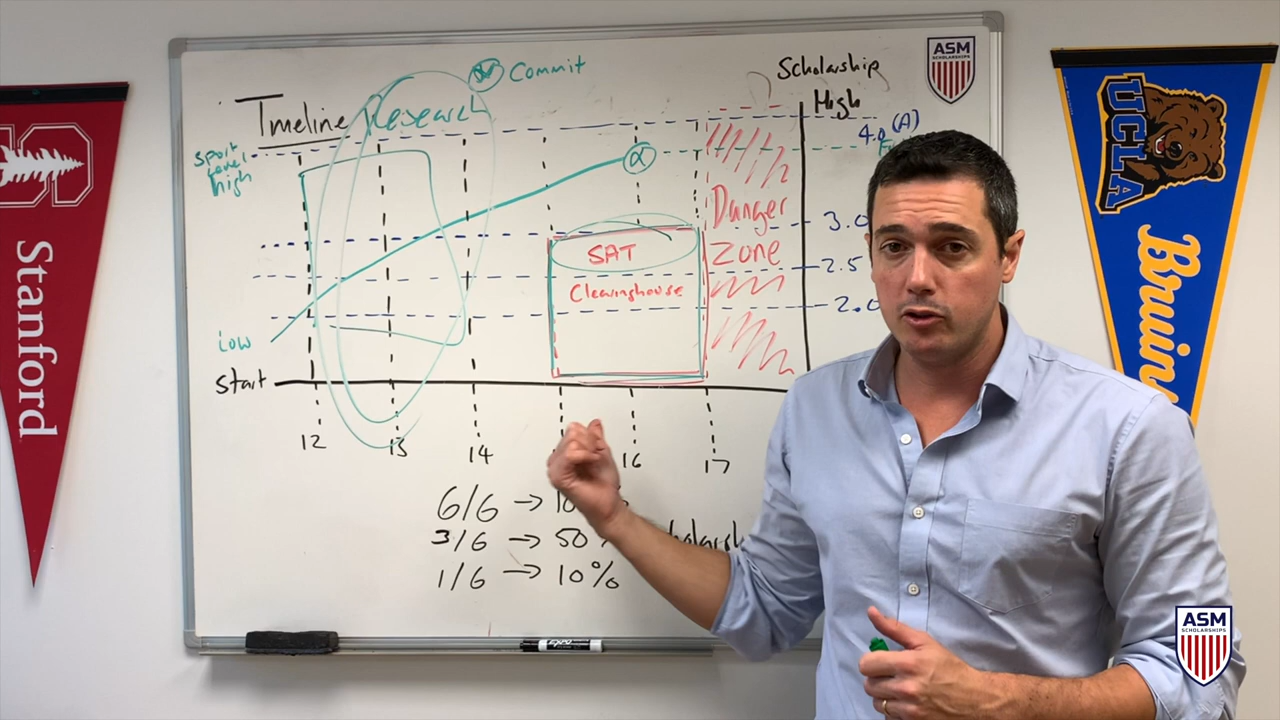 Timeline
Research
Commit
Scholarship
High
ASM
SCHOLARSHIPS
4.0 (A)
Sport
Level
high
Danger
Zone
3.0
SAT
2.5
Clearinghouse
2.0
Low
Start
12
13
14
16
17
6/6 → 10
3/6 → 50%
1/6 → 10%
Stanford
UCLA
Bruins
ASM
SCHOLARSHIPS